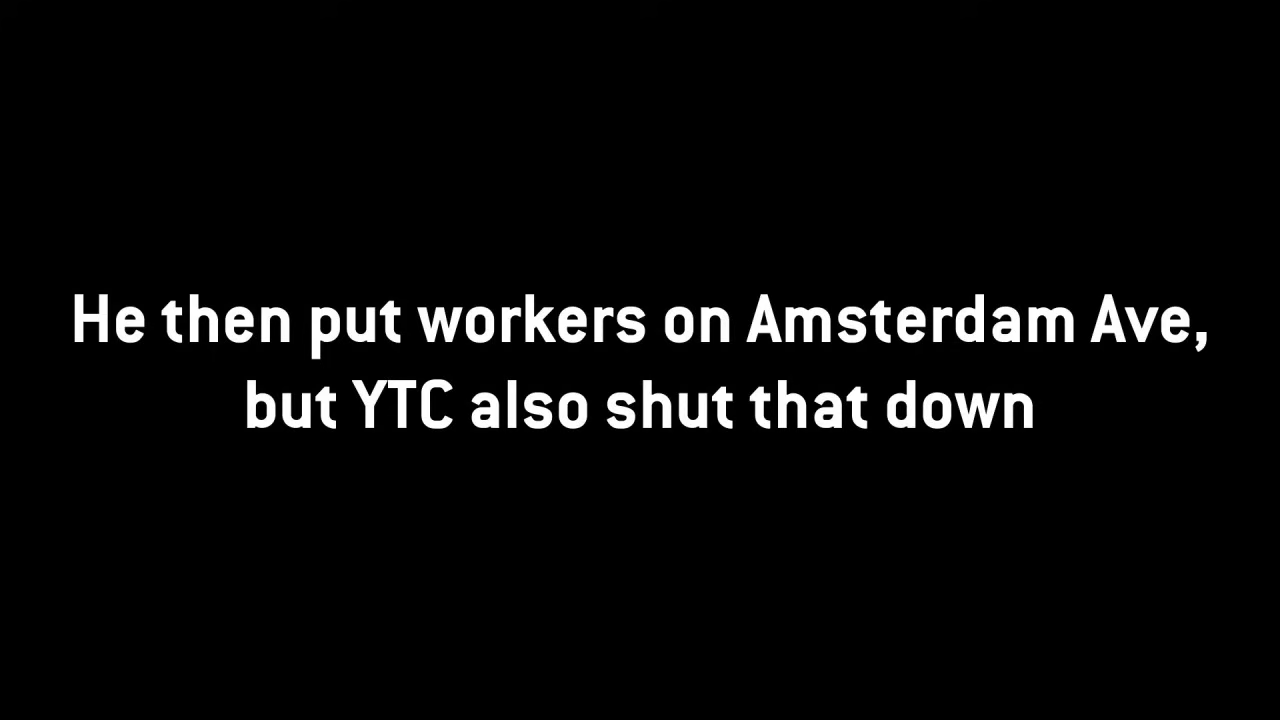 He then put workers on Amsterdam Ave,
but YTC also shut that down